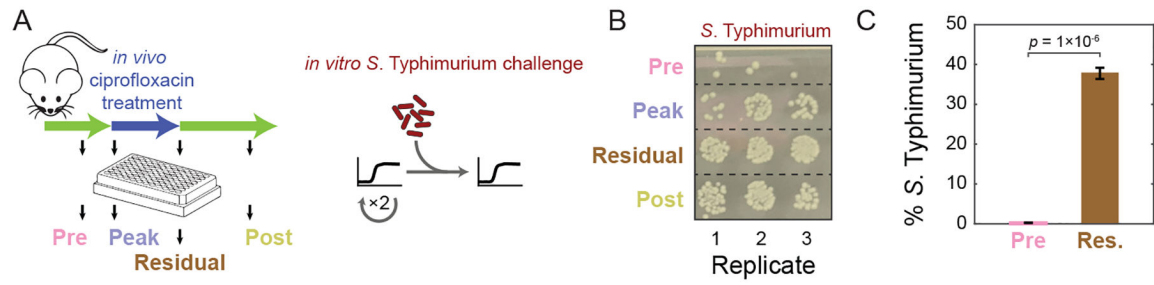 A
in vivo
ciprofloxacin
treatment
in vitro S. Typhimurium challenge
×2
Pre
Peak
Residual
Post
B
S. Typhimurium
Pre
Peak
Residual
Post
1 2 3
Replicate
C
% S. Typhimurium
50
40
30
20
10
0
p = 1×10⁻⁶
Pre Res.